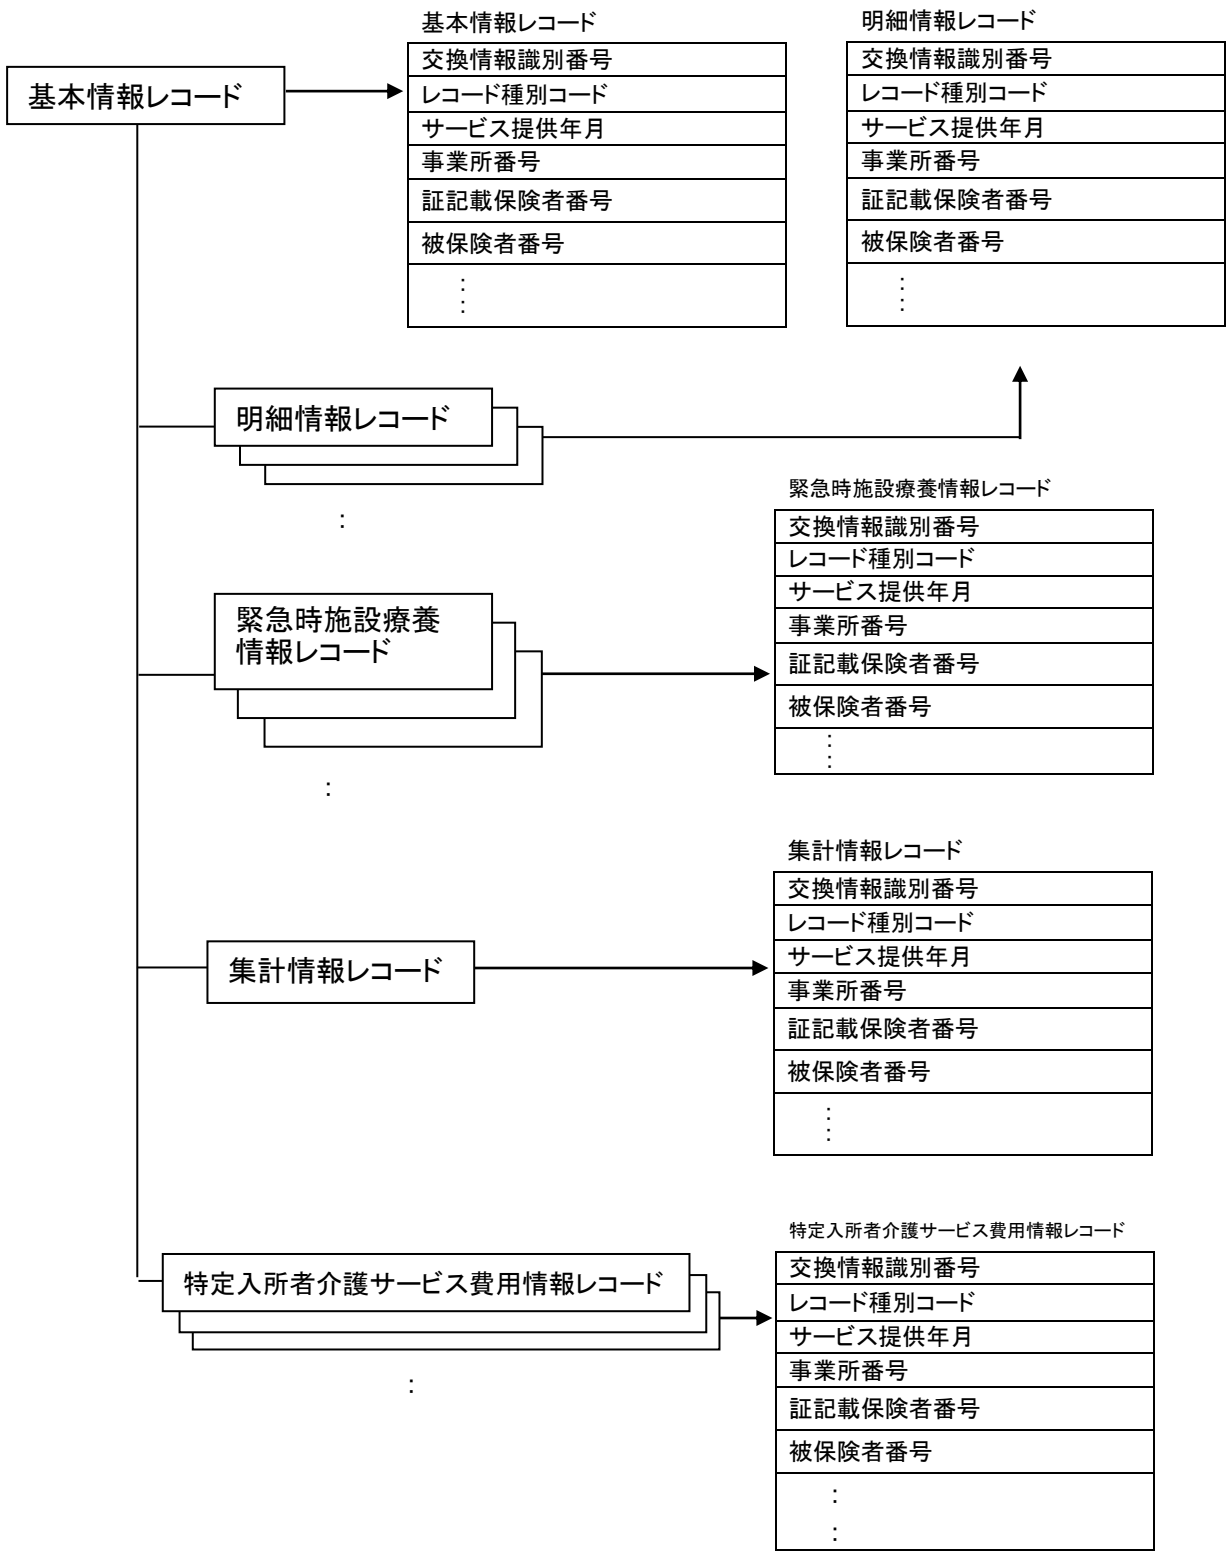 基本情報レコード
基本情報レコード
交換情報識別番号
レコード種別コード
サービス提供年月
事業所番号
証記載保険者番号
被保険者番号
:
:
明細情報レコード
交換情報識別番号
レコード種別コード
サービス提供年月
事業所番号
証記載保険者番号
被保険者番号
:
:
明細情報レコード
:
緊急時施設療養
情報レコード
:
緊急時施設療養情報レコード
交換情報識別番号
レコード種別コード
サービス提供年月
事業所番号
証記載保険者番号
被保険者番号
:
:
集計情報レコード
集計情報レコード
交換情報識別番号
レコード種別コード
サービス提供年月
事業所番号
証記載保険者番号
被保険者番号
:
:
特定入所者介護サービス費用情報レコード
:
特定入所者介護サービス費用情報レコード
交換情報識別番号
レコード種別コード
サービス提供年月
事業所番号
証記載保険者番号
被保険者番号
:
: